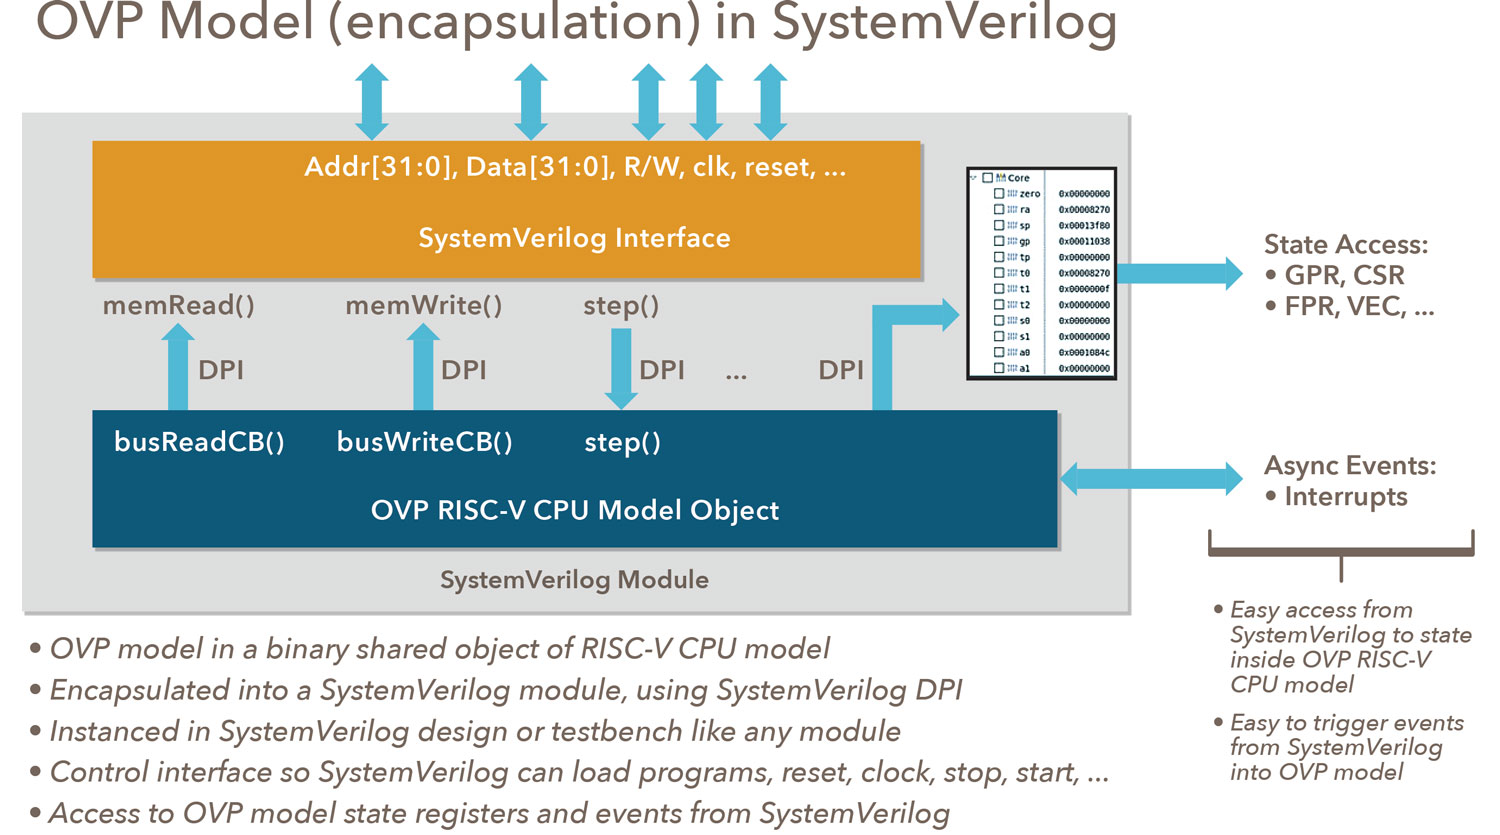 OVP Model (encapsulation) in SystemVerilog
Addr[31:0], Data[31:0], R/W, clk, reset, ...
SystemVerilog Interface
memRead() memWrite() step()
DPI DPI DPI ... DPI
busReadCB() busWriteCB() step()
OVP RISC-V CPU Model Object
SystemVerilog Module
Core
zero 0x00000000
ra 0x00008270
sp 0x00013f80
gp 0x00011038
tp 0x00000000
t0 0x00008270
t1 0x0000000f
t2 0x00000000
s0 0x00000000
s1 0x00000000
a0 0x0001084c
a1 0x00000000
State Access:
• GPR, CSR
• FPR, VEC, ...
Async Events:
• Interrupts
• Easy access from
SystemVerilog to state
inside OVP RISC-V
CPU model
• Easy to trigger events
from SystemVerilog
into OVP model
• OVP model in a binary shared object of RISC-V CPU model
• Encapsulated into a SystemVerilog module, using SystemVerilog DPI
• Instanced in SystemVerilog design or testbench like any module
• Control interface so SystemVerilog can load programs, reset, clock, stop, start, ...
• Access to OVP model state registers and events from SystemVerilog